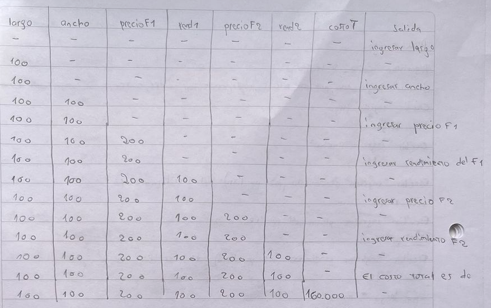 largo ancho precioF1 rend1 precioF2 rend2 costoT Salida
- - - - - - - ingresar largo
100 - - - - - - -
100 - - - - - - ingresar ancho
100 100 - - - - - -
100 100 - - - - - ingresar precio F1
100 100 200 - - - - -
100 100 200 - - - - ingresar rendimiento del F1
100 100 200 100 - - - -
100 100 200 100 - - - ingresar precio F2
100 100 200 100 200 - - -
100 100 200 100 200 - - ingresar rendimiento F2
100 100 200 100 200 100 - -
100 100 200 100 200 100 - El costo total es de
100 100 200 100 200 100 160.000 -